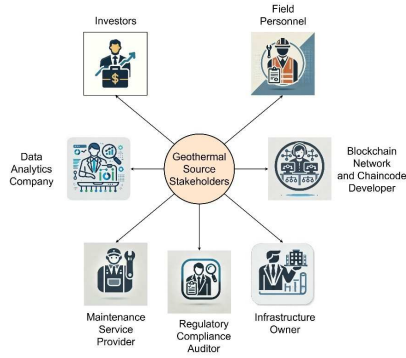 Investors
Field
Personnel
Data
Analytics
Company
Geothermal
Source
Stakeholders
Blockchain
Network
and Chaincode
Developer
Maintenance
Service
Provider
Regulatory
Compliance
Auditor
Infrastructure
Owner
$